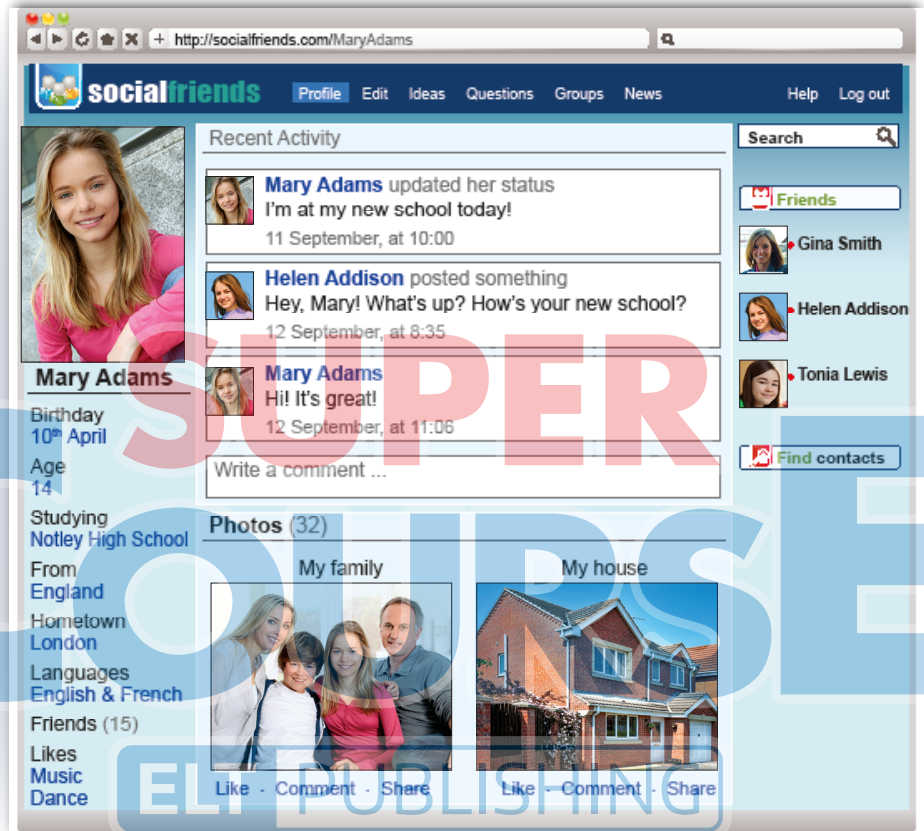 http://socialfriends.com/MaryAdams
socialfriends
Profile Edit Ideas Questions Groups News Help Log out
Mary Adams
Birthday
10th April
Age
14
Studying
Notley High School
From
England
Hometown
London
Languages
English & French
Friends (15)
Likes
Music
Dance
Recent Activity
Mary Adams updated her status
I'm at my new school today!
11 September, at 10:00
Helen Addison posted something
Hey, Mary! What's up? How's your new school?
12 September, at 8:35
Mary Adams
Hi! It's great!
12 September, at 11:06
Write a comment ...
Photos (32)
My family
My house
Like - Comment - Share
Like - Comment - Share
Search
Friends
Gina Smith
Helen Addison
Tonia Lewis
Find contacts
SUPER
COURSE
ELT PUBLISHING